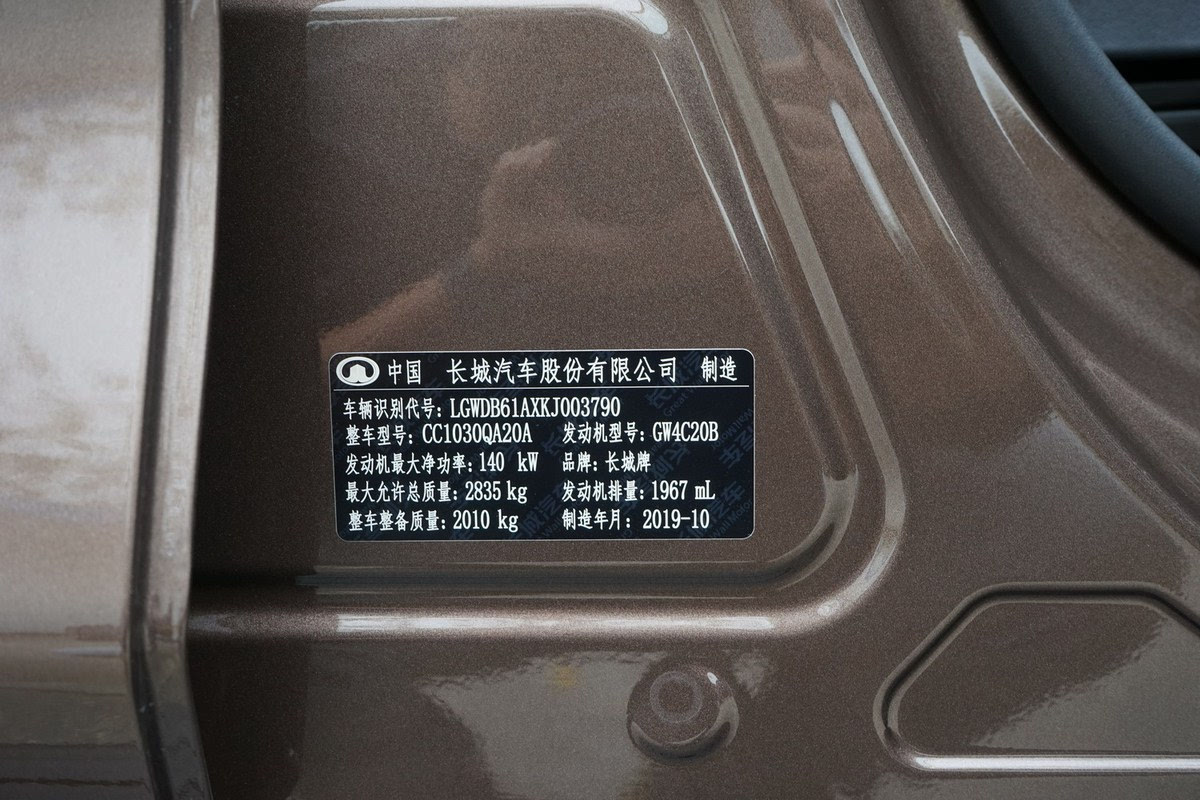 中国 长城汽车股份有限公司 制造
车辆识别代号: LGWDB61AXKJ003790
整车型号: CC1030QA20A 发动机型号: GW4C20B
发动机最大净功率: 140 kW 品牌: 长城牌
最大允许总质量: 2835 kg 发动机排量: 1967 mL
整车整备质量: 2010 kg 制造年月: 2019-10